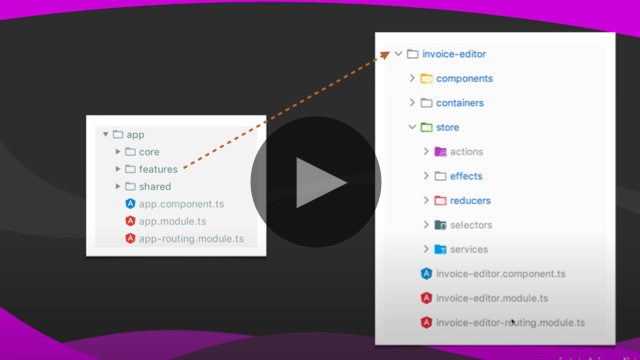 app
core
features
shared
app.component.ts
app.module.ts
app-routing.module.ts
invoice-editor
components
containers
store
actions
effects
reducers
selectors
services
invoice-editor.component.ts
invoice-editor.module.ts
invoice-editor-routing.module.ts